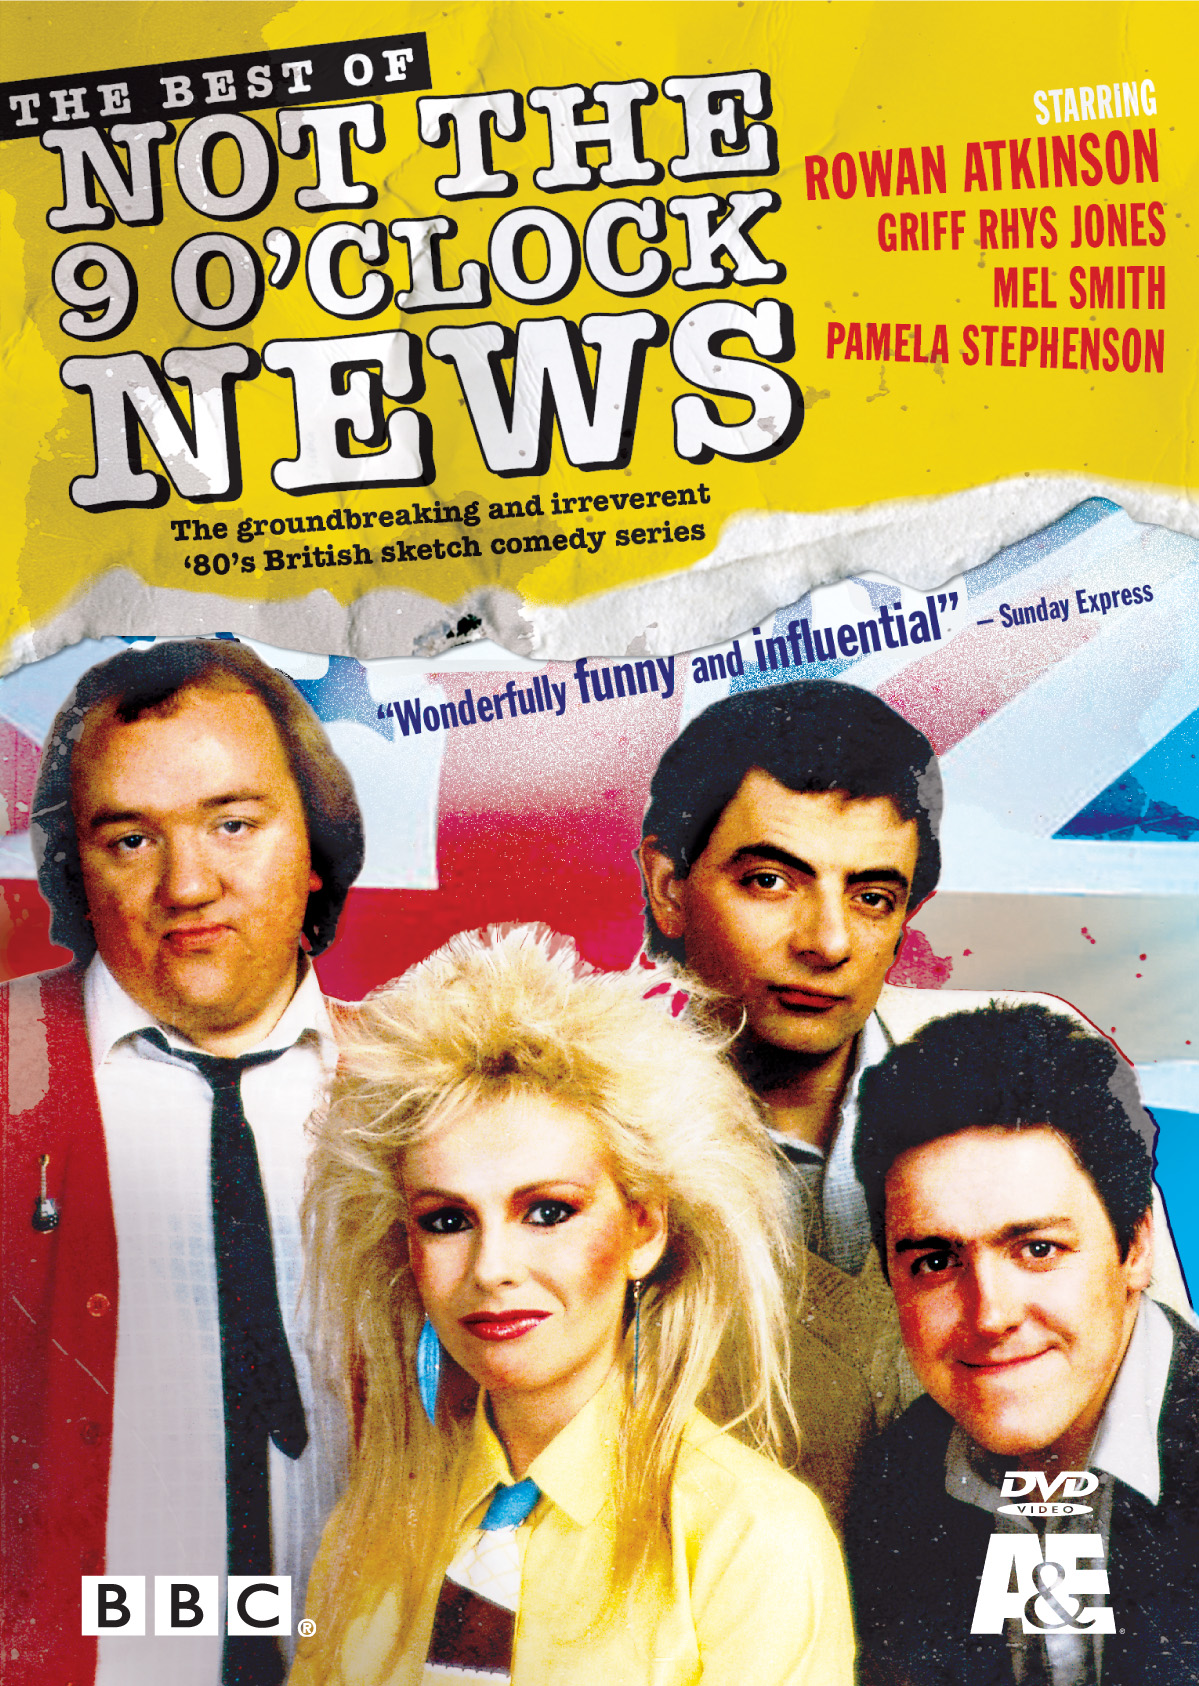 THE BEST OF
NOT THE
9 O'CLOCK
NEWS
The groundbreaking and irreverent
‘80’s British sketch comedy series
STARRiNG
ROWAN ATKINSON
GRIFF RHYS JONES
MEL SMITH
PAMELA STEPHENSON
“Wonderfully funny and influential” – Sunday Express
DVD
VIDEO
BBC®
A&E